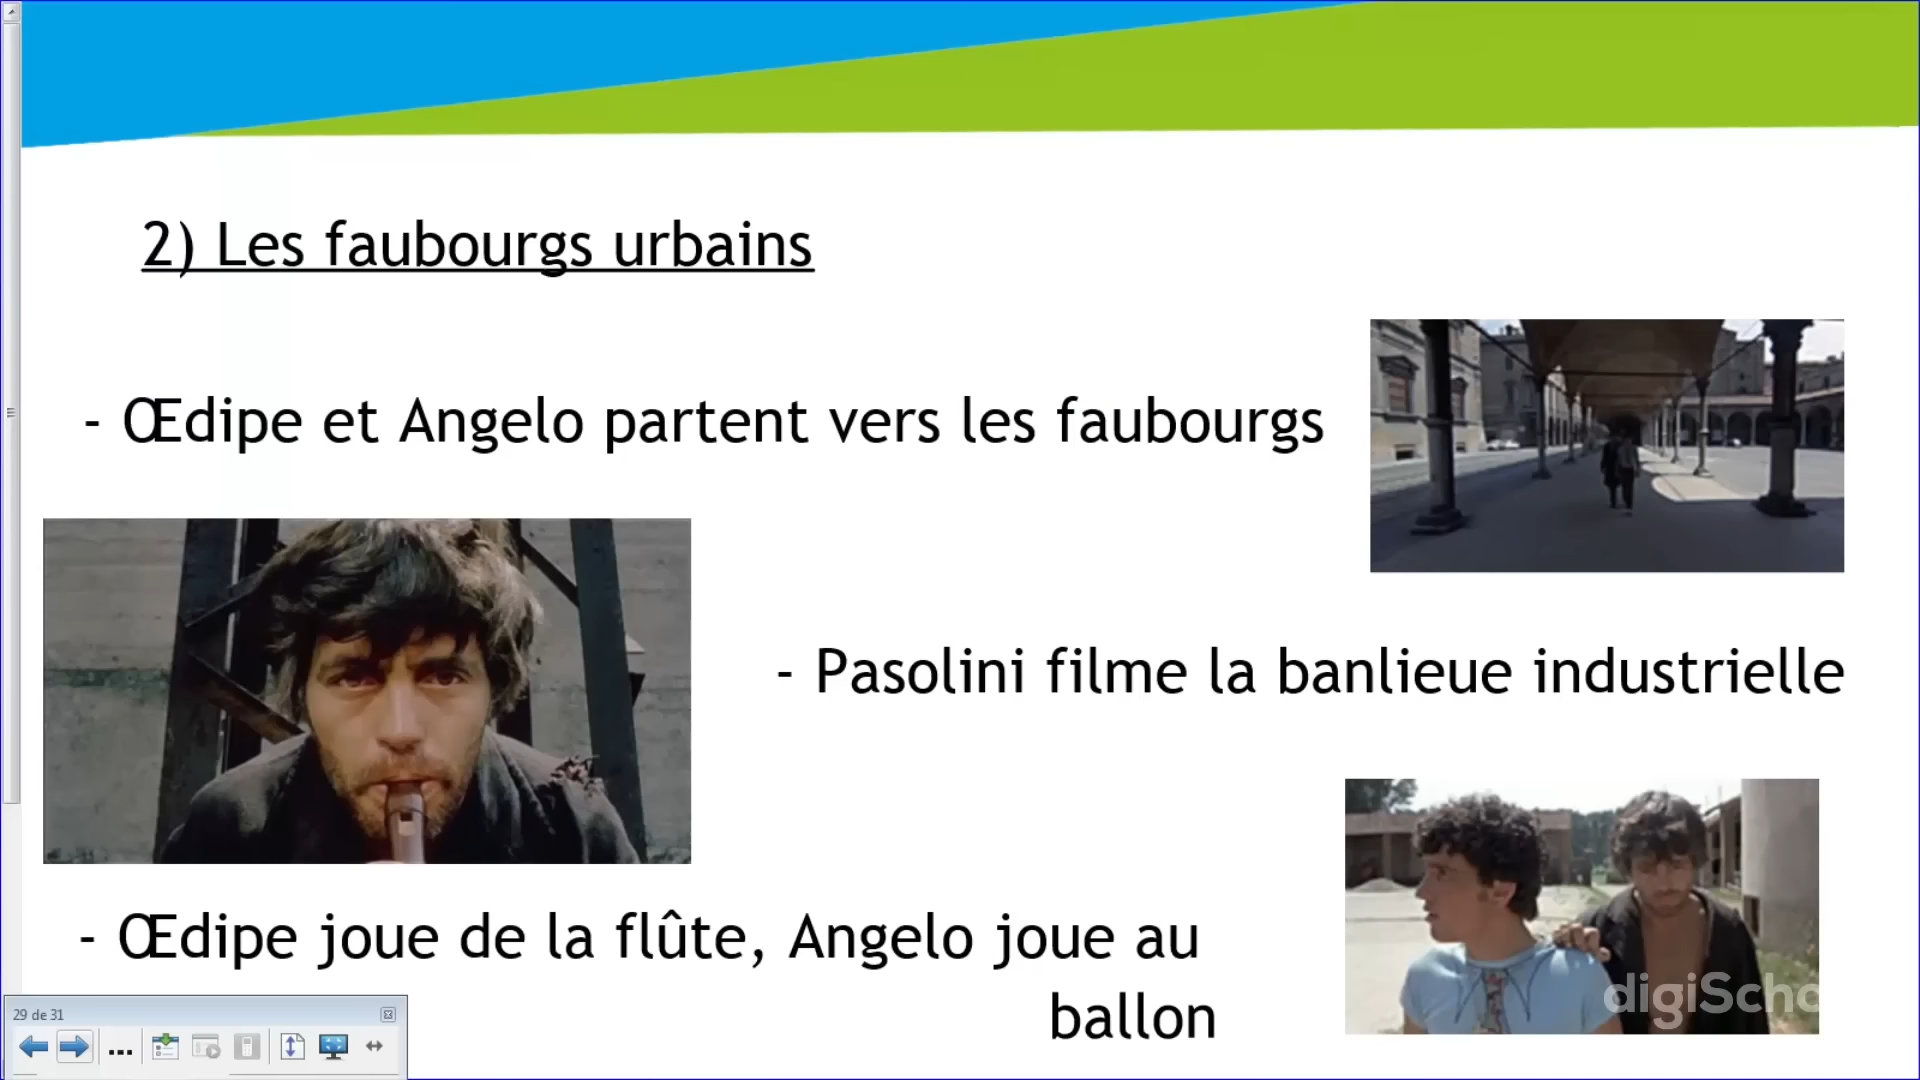 2) Les faubourgs urbains
- Œdipe et Angelo partent vers les faubourgs
- Pasolini filme la banlieue industrielle
- Œdipe joue de la flûte, Angelo joue au
ballon
digiScho
29 de 31
...